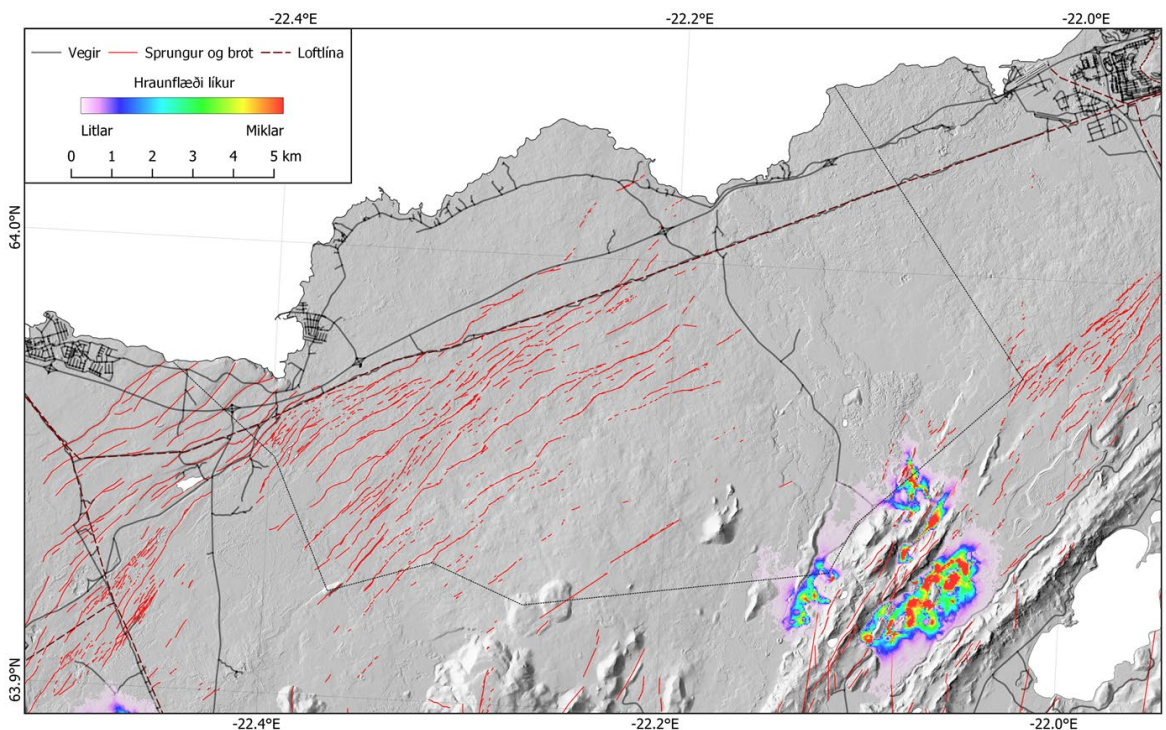 -22.4°E
-22.2°E
-22.0°E
Vegir
Sprungur og brot
Loftlína
Hraunflæði líkur
Litlar
Miklar
0 1 2 3 4 5 km
64.0°N
63.9°N
-22.4°E
-22.2°E
-22.0°E